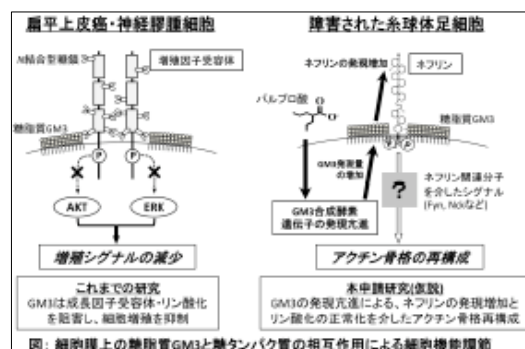 扁平上皮癌・神経膠腫細胞
N結合型糖鎖
増殖因子受容体
糖脂質GM3
P
P
AKT
ERK
増殖シグナルの減少
これまでの研究
GM3は成長因子受容体・リン酸化
を阻害し、細胞増殖を抑制
障害された糸球体足細胞
ネフリンの発現増加
ネフリン
バルプロ酸
O
糖脂質GM3
P
P
GM3発現量
の増加
?
ネフリン関連分子
を介したシグナル
(Fyn, Nckなど)
GM3合成酵素
遺伝子の発現亢進
アクチン骨格の再構成
本申請研究(仮説)
GM3の発現亢進による、ネフリンの発現増加と
リン酸化の正常化を介したアクチン骨格再構成
図: 細胞膜上の糖脂質GM3と糖タンパク質の相互作用による細胞機能調節